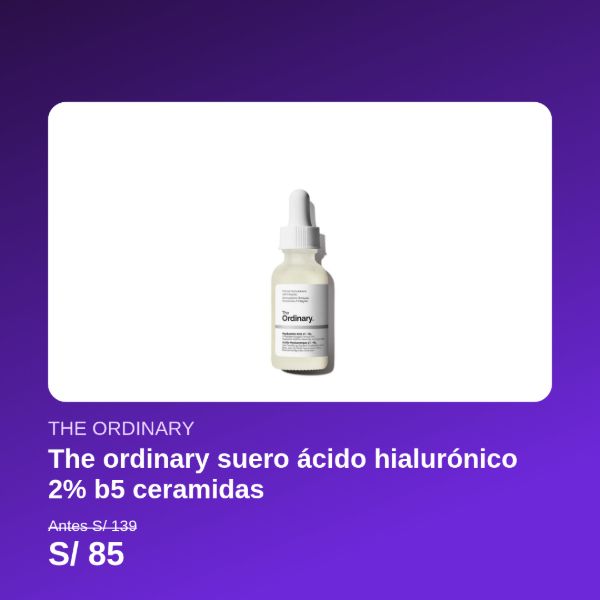 The
Ordinary.
THE ORDINARY
The ordinary suero ácido hialurónico
2% b5 ceramidas
Antes S/ 139
S/ 85